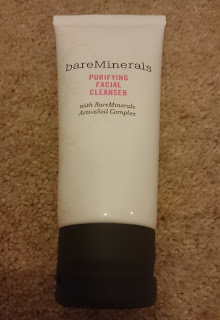 bareMinerals
PURIFYING
FACIAL
CLEANSER
with RareMinerals
ActiveSoil Complex